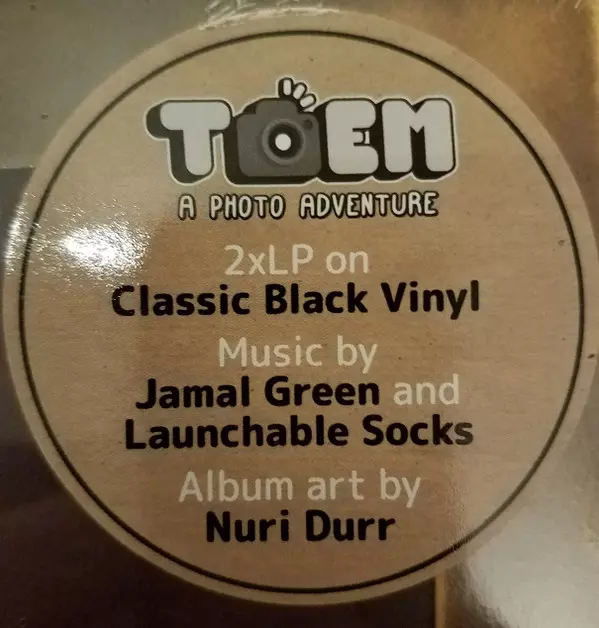 TOEM
A PHOTO ADVENTURE
2xLP on
Classic Black Vinyl
Music by
Jamal Green and
Launchable Socks
Album art by
Nuri Durr